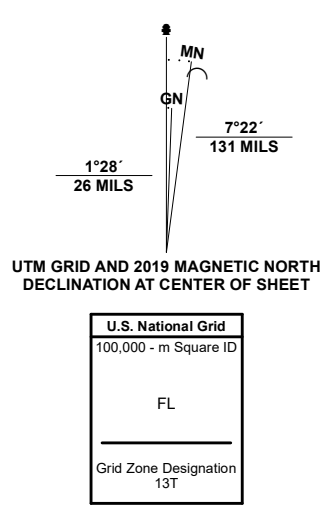 MN
GN
7°22´
131 MILS
1°28´
26 MILS
UTM GRID AND 2019 MAGNETIC NORTH
DECLINATION AT CENTER OF SHEET
U.S. National Grid
100,000 - m Square ID
FL
Grid Zone Designation
13T